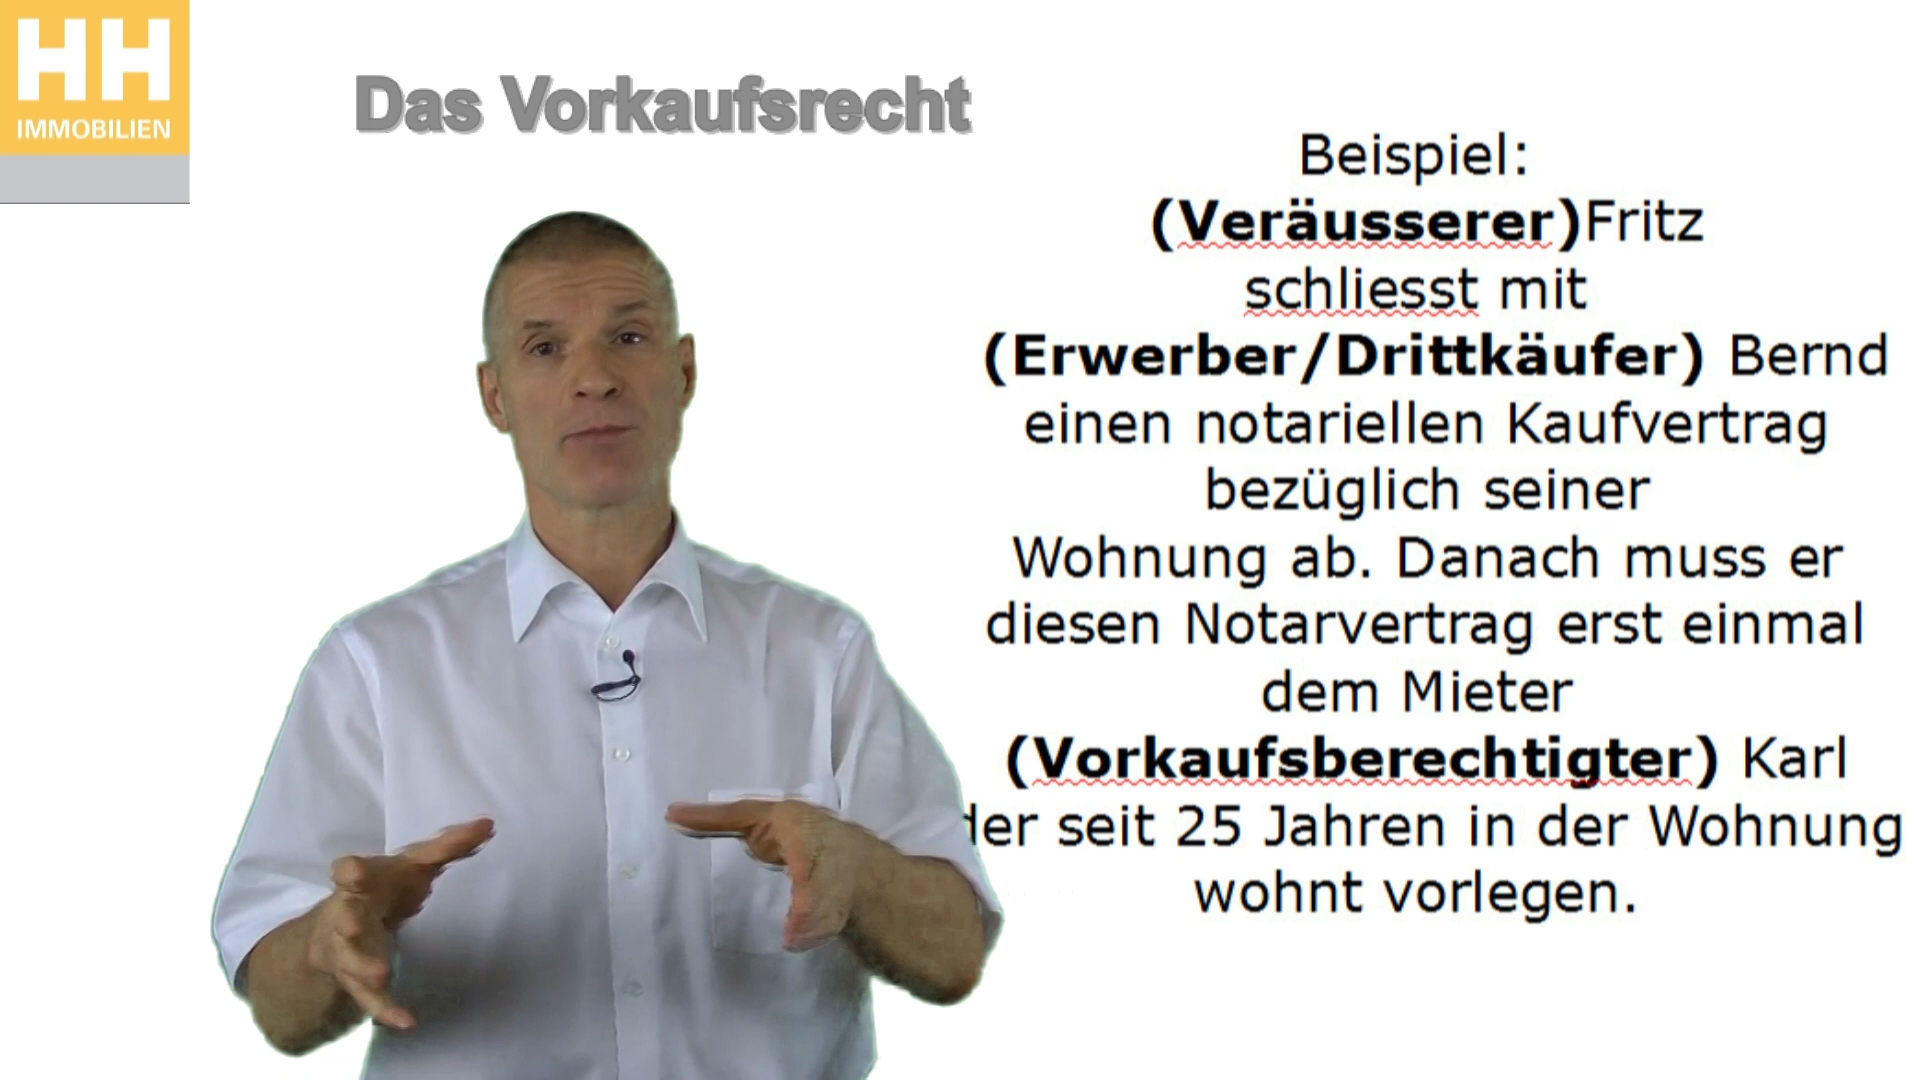 HH
IMMOBILIEN
Das Vorkaufsrecht
Beispiel:
(Veräusserer)Fritz
schliesst mit
(Erwerber/Drittkäufer) Bernd
einen notariellen Kaufvertrag
bezüglich seiner
Wohnung ab. Danach muss er
diesen Notarvertrag erst einmal
dem Mieter
(Vorkaufsberechtigter) Karl
der seit 25 Jahren in der Wohnung
wohnt vorlegen.